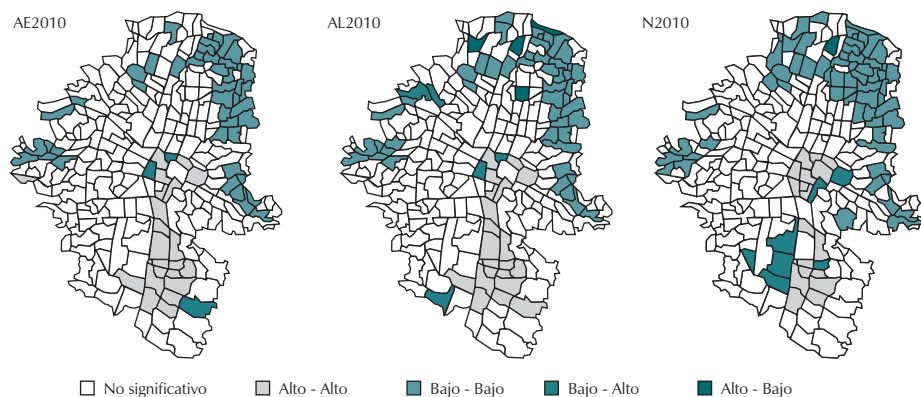 AE2010 AL2010 N2010
No significativo Alto - Alto Bajo - Bajo Bajo - Alto Alto - Bajo